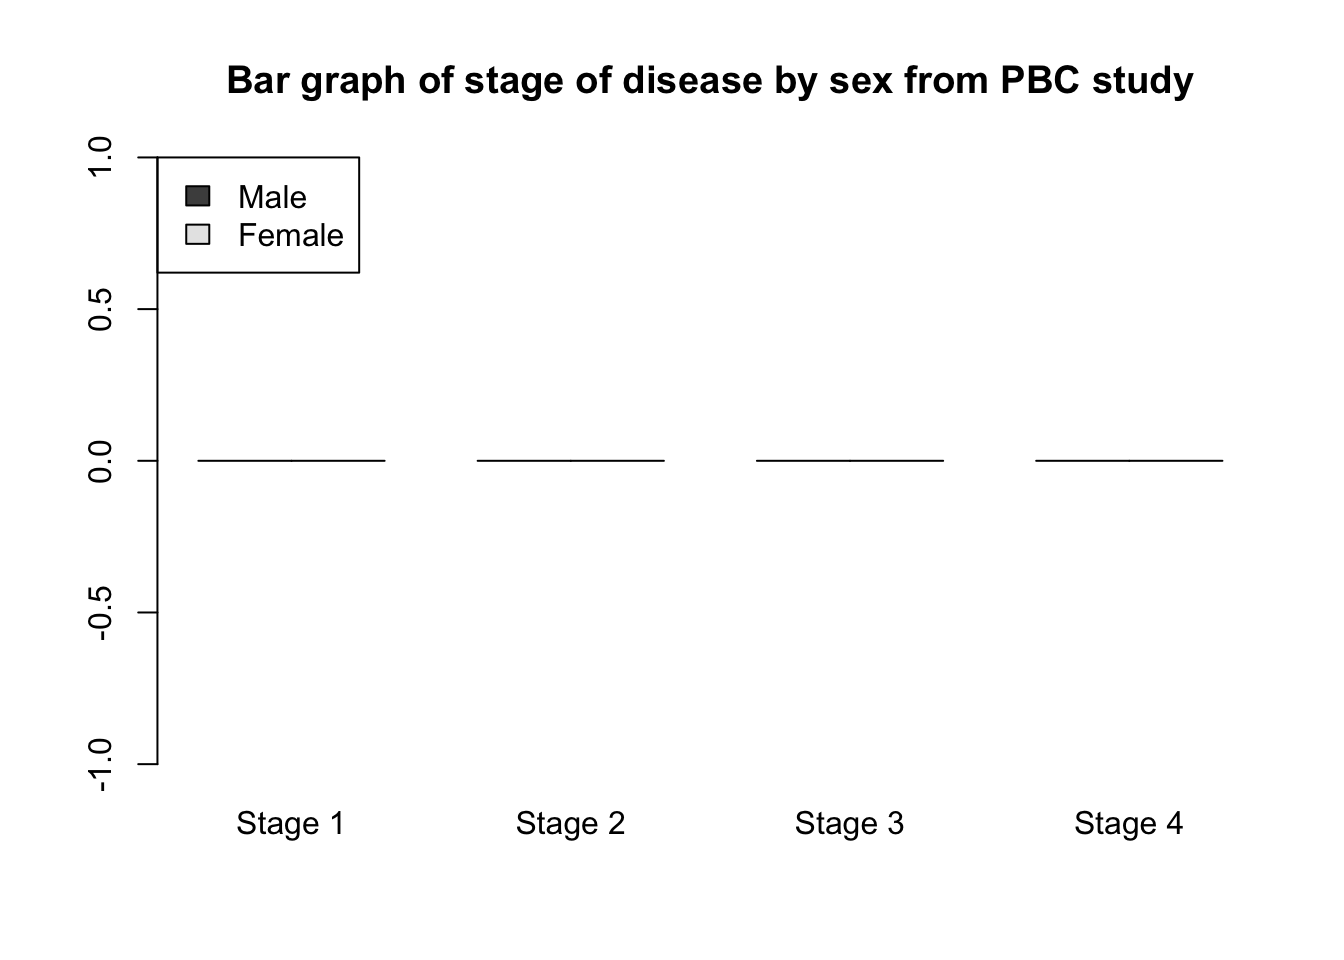 Bar graph of stage of disease by sex from PBC study
1.0
0.5
0.0
-0.5
-1.0
Male
Female
Stage 1
Stage 2
Stage 3
Stage 4